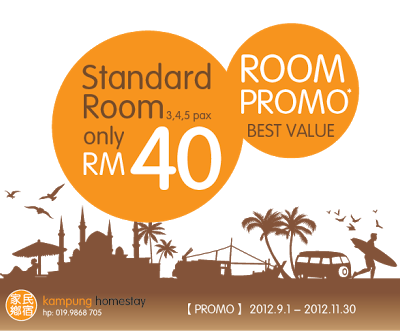 Standard
Room 3,4,5 pax
only
RM 40
ROOM
PROMO*
BEST VALUE
家民
鄉宿
kampung homestay
hp: 019.9868 705
【 PROMO 】 2012.9.1 – 2012.11.30